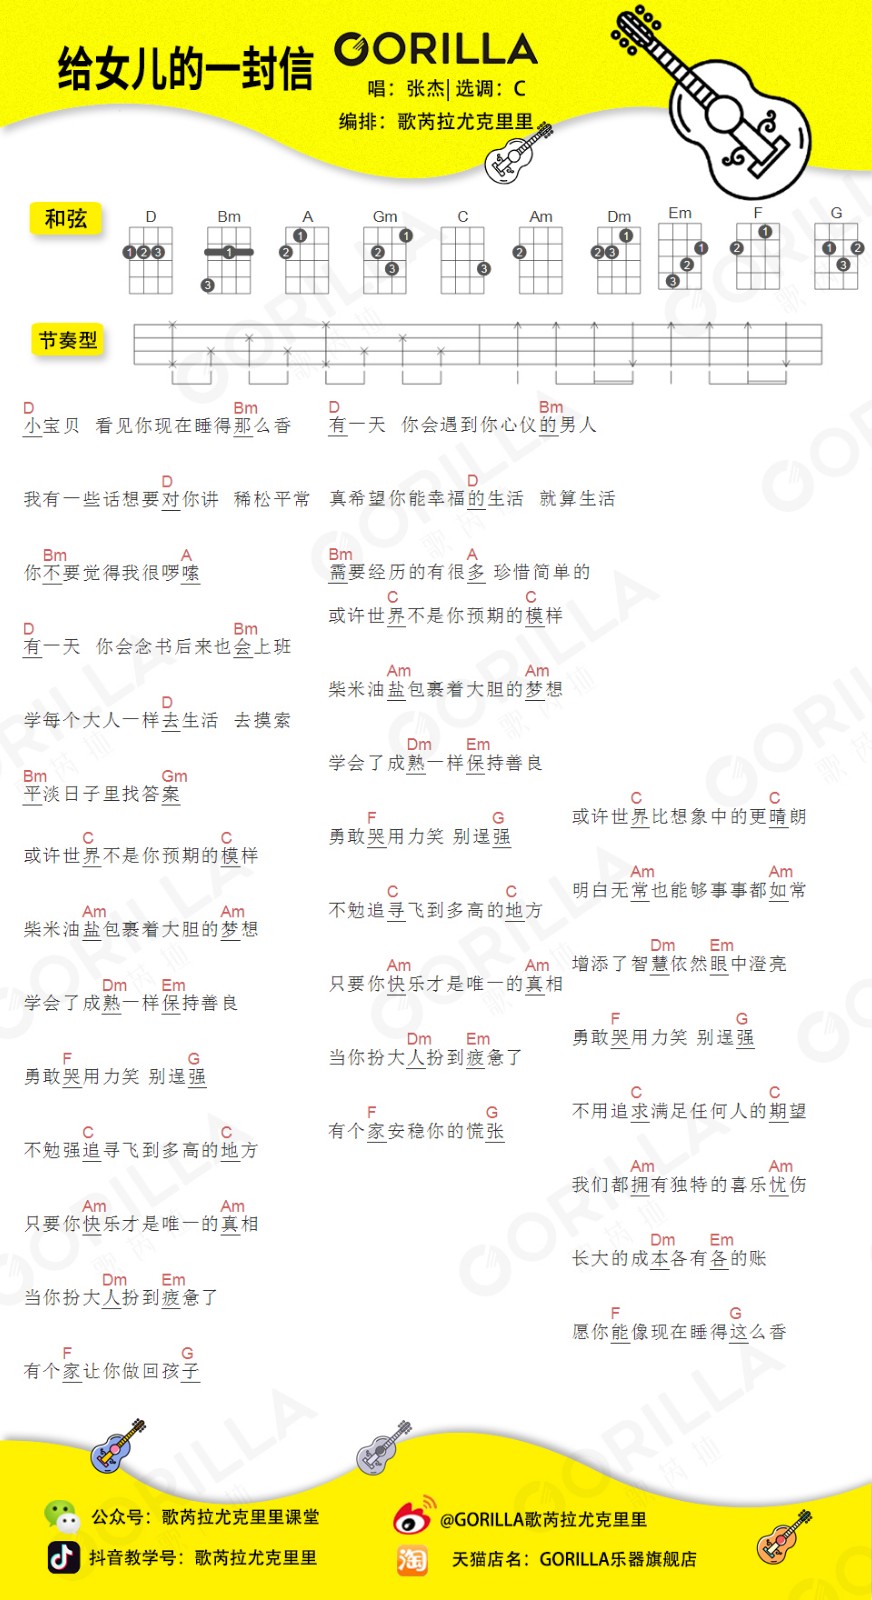 给女儿的一封信
GORILLA
唱：张杰| 选调：C
编排：歌芮拉尤克里里
和弦
D Bm A Gm C Am Dm Em F G
节奏型
D Bm
小宝贝 看见你现在睡得那么香
D
我有一些话想要对你讲 稀松平常
Bm A
你不要觉得我很啰嗦
D Bm
有一天 你会念书后来也会上班
D
学每个大人一样去生活 去摸索
Bm Gm
平淡日子里找答案
C C
或许世界不是你预期的模样
Am Am
柴米油盐包裹着大胆的梦想
Dm Em
学会了成熟一样保持善良
F G
勇敢哭用力笑 别逞强
C C
不勉强追寻飞到多高的地方
Am Am
只要你快乐才是唯一的真相
Dm Em
当你扮大人扮到疲惫了
F G
有个家让你做回孩子
D Bm
有一天 你会遇到你心仪的男人
D
真希望你能幸福的生活 就算生活
Bm A
需要经历的有很多 珍惜简单的
C C
或许世界不是你预期的模样
Am Am
柴米油盐包裹着大胆的梦想
Dm Em
学会了成熟一样保持善良
F G
勇敢哭用力笑 别逞强
C C
不勉追寻飞到多高的地方
Am Am
只要你快乐才是唯一的真相
Dm Em
当你扮大人扮到疲惫了
F G
有个家安稳你的慌张
C C
或许世界比想象中的更晴朗
Am Am
明白无常也能够事事都如常
Dm Em
增添了智慧依然眼中澄亮
F G
勇敢哭用力笑 别逞强
C C
不用追求满足任何人的期望
Am Am
我们都拥有独特的喜乐忧伤
Dm Em
长大的成本各有各的账
F G
愿你能像现在睡得这么香
公众号：歌芮拉尤克里里课堂
@GORILLA歌芮拉尤克里里
抖音教学号：歌芮拉尤克里里
淘 天猫店名：GORILLA乐器旗舰店